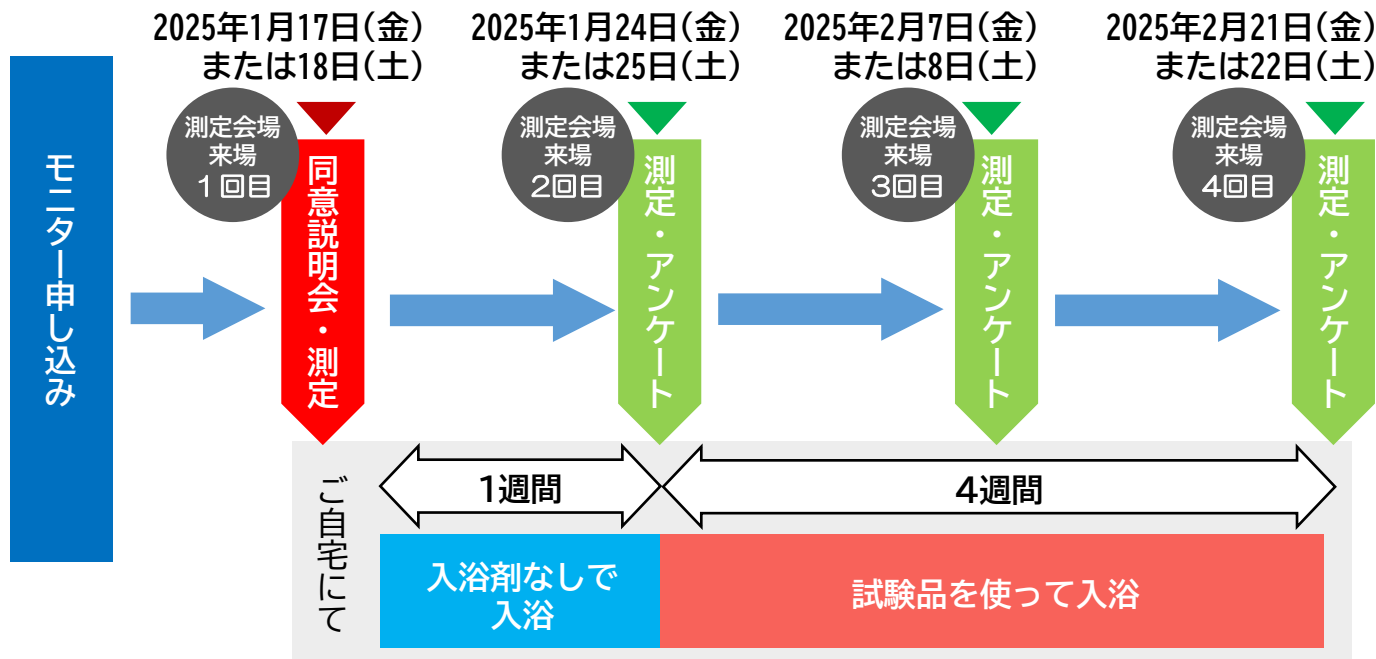 2025年1月17日(金)
または18日(土)
2025年1月24日(金)
または25日(土)
2025年2月7日(金)
または8日(土)
2025年2月21日(金)
または22日(土)
モニター申し込み
測定会場
来場
1回目
同意説明会・測定
測定会場
来場
2回目
測定・アンケート
測定会場
来場
3回目
測定・アンケート
測定会場
来場
4回目
測定・アンケート
ご自宅にて
1週間
4週間
入浴剤なしで
入浴
試験品を使って入浴